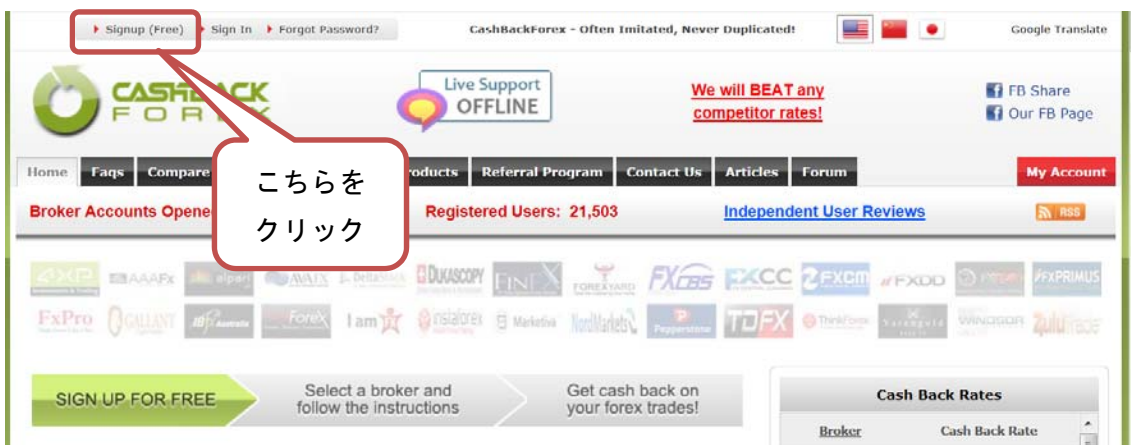 Signup (Free) Sign In Forgot Password? CashBackForex - Often Imitated, Never Duplicated! Google Translate
CASHBACK
FOREX
Live Support
OFFLINE
We will BEAT any
competitor rates!
FB Share
Our FB Page
Home Faqs Compare Referral Program Contact Us Articles Forum My Account
こちらを
クリック
Broker Accounts Registered Users: 21,503 Independent User Reviews RSS
4XP AAAFx alpari AVAFX DeltaStock DUKASCOPY FINFX FOREXYARD FXCBS FXCC FXCM FXDD FXPRIMUS
FxPro GALLANT Australia Forex I am instaforex Marketiva NordMarkets Pepperstone TDFX ThinkForex Varengold WINDSOR ZuluTrade
SIGN UP FOR FREE
Select a broker and
follow the instructions
Get cash back on
your forex trades!
Cash Back Rates
Broker Cash Back Rate